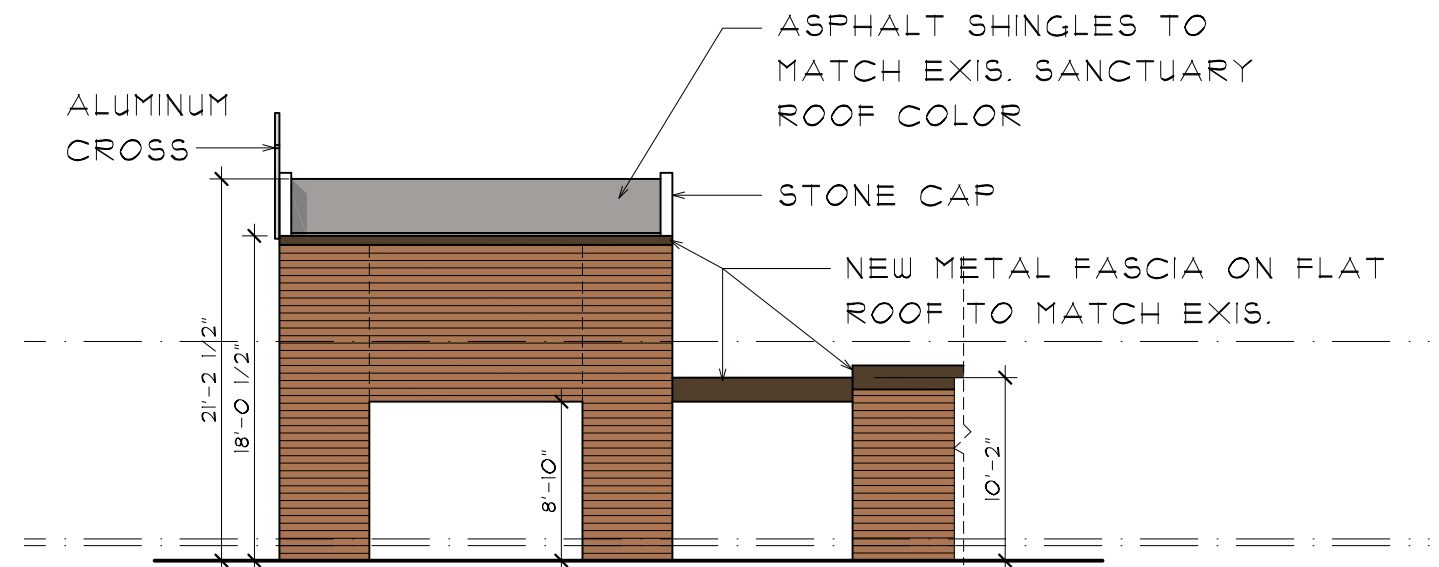 ASPHALT SHINGLES TO
MATCH EXIS. SANCTUARY
ROOF COLOR
ALUMINUM
CROSS
STONE CAP
NEW METAL FASCIA ON FLAT
ROOF TO MATCH EXIS.
21'-2 1/2"
18'-0 1/2"
8'-10"
10'-2"